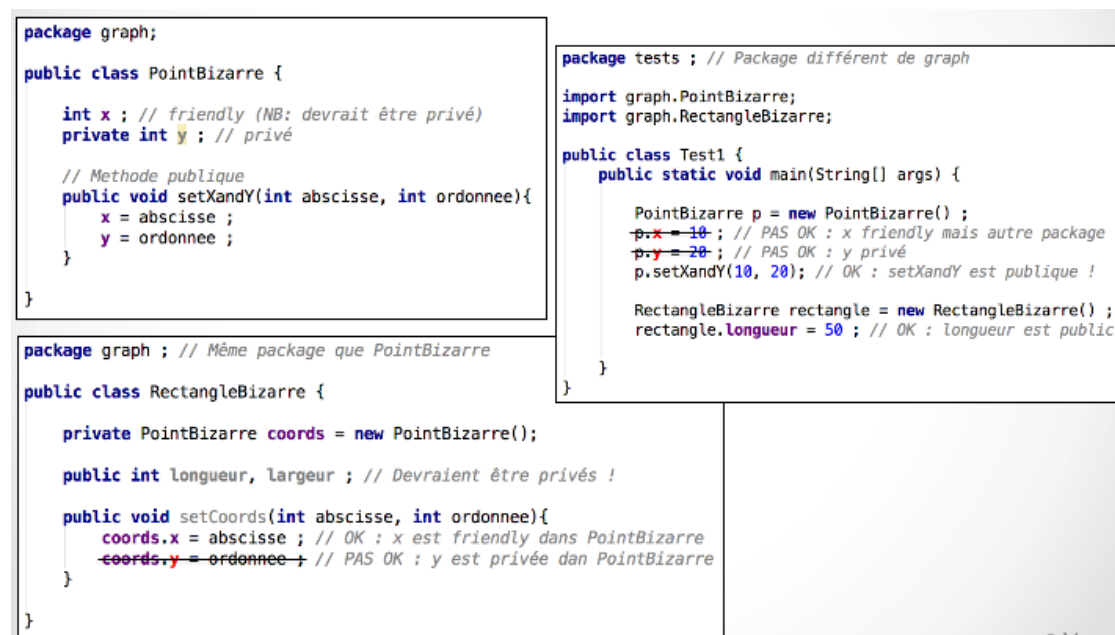 package graph;
public class PointBizarre {
int x ; // friendly (NB: devrait être privé)
private int y ; // privé
// Methode publique
public void setXandY(int abscisse, int ordonnee){
x = abscisse ;
y = ordonnee ;
}
}
package tests ; // Package différent de graph
import graph.PointBizarre;
import graph.RectangleBizarre;
public class Test1 {
public static void main(String[] args) {
PointBizarre p = new PointBizarre() ;
p.x = 10 ; // PAS OK : x friendly mais autre package
p.y = 20 ; // PAS OK : y privé
p.setXandY(10, 20); // OK : setXandY est publique !
RectangleBizarre rectangle = new RectangleBizarre() ;
rectangle.longueur = 50 ; // OK : longueur est public
}
}
package graph ; // Même package que PointBizarre
public class RectangleBizarre {
private PointBizarre coords = new PointBizarre();
public int longueur, largeur ; // Devraient être privés !
public void setCoords(int abscisse, int ordonnee){
coords.x = abscisse ; // OK : x est friendly dans PointBizarre
coords.y = ordonnee ; // PAS OK : y est privée dan PointBizarre
}
}